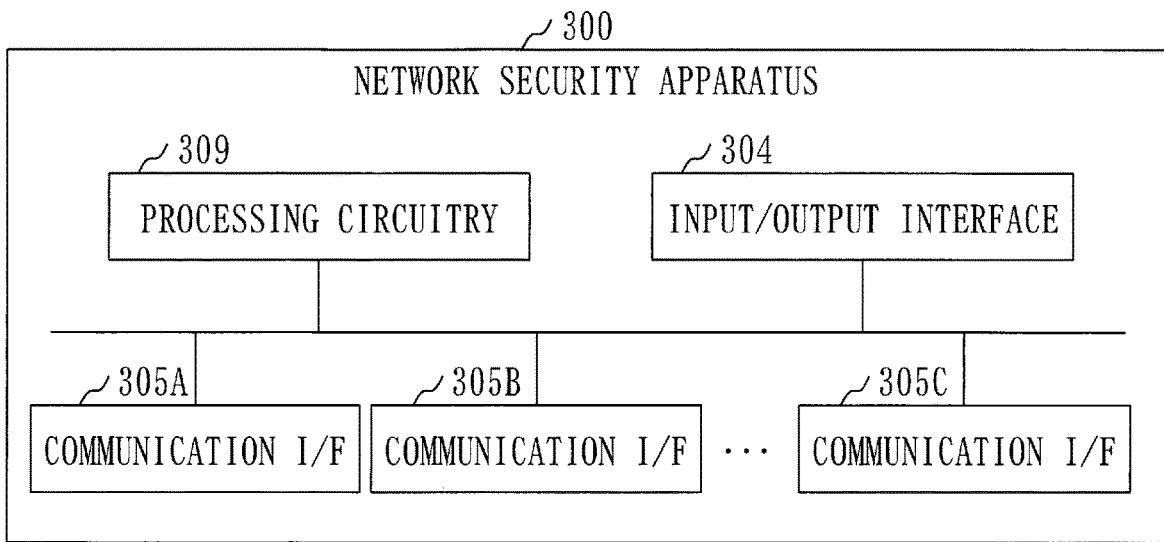 300
NETWORK SECURITY APPARATUS
309
304
PROCESSING CIRCUITRY
INPUT/OUTPUT INTERFACE
305A
305B
305C
COMMUNICATION I/F
COMMUNICATION I/F
...
COMMUNICATION I/F